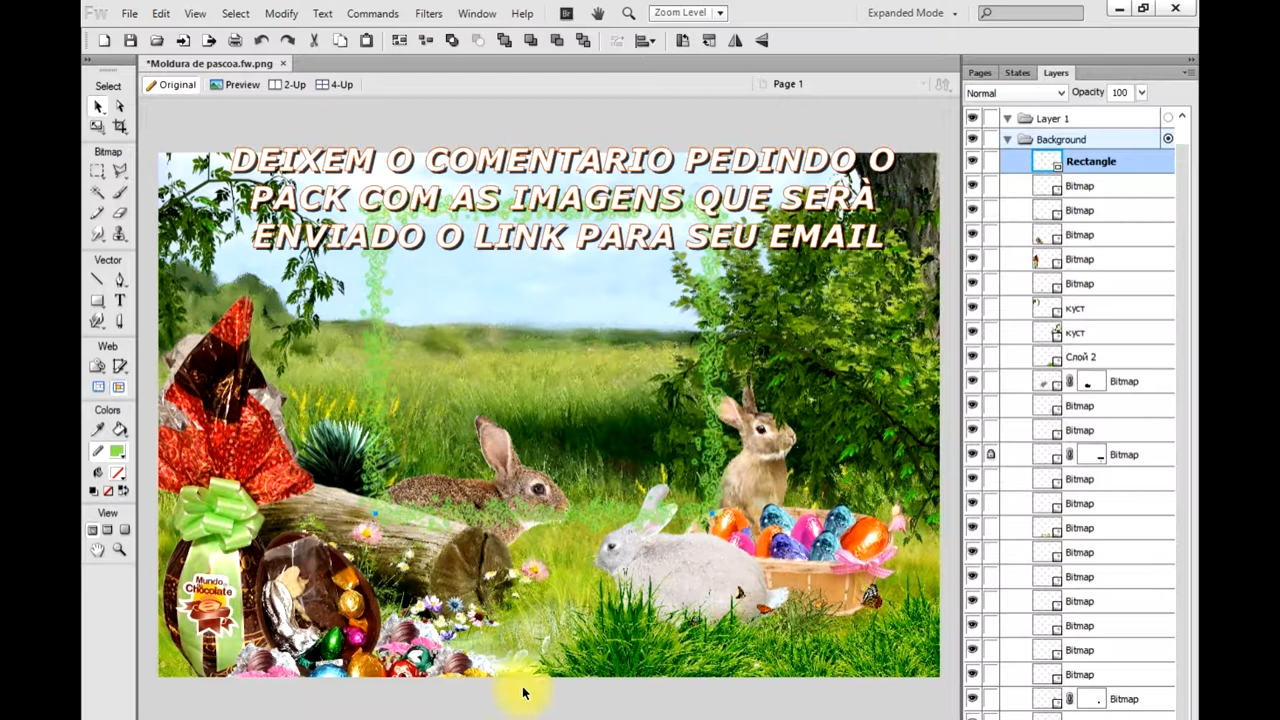 Fw File Edit View Select Modify Text Commands Filters Window Help Br Zoom Level Expanded Mode
*Moldura de pascoa.fw.png
Original Preview 2-Up 4-Up Page 1
Pages States Layers
Normal Opacity 100
Select
Bitmap
Vector
Web
Colors
View
Layer 1
Background
Rectangle
Bitmap
Bitmap
Bitmap
Bitmap
Bitmap
куст
куст
Слой 2
Bitmap
Bitmap
Bitmap
Bitmap
Bitmap
Bitmap
Bitmap
Bitmap
Bitmap
Bitmap
Bitmap
Bitmap
Bitmap
Bitmap
DEIXEM O COMENTARIO PEDINDO O
PACK COM AS IMAGENS QUE SERÀ
ENVIADO O LINK PARA SEU EMAIL
Mundo
do
Chocolate